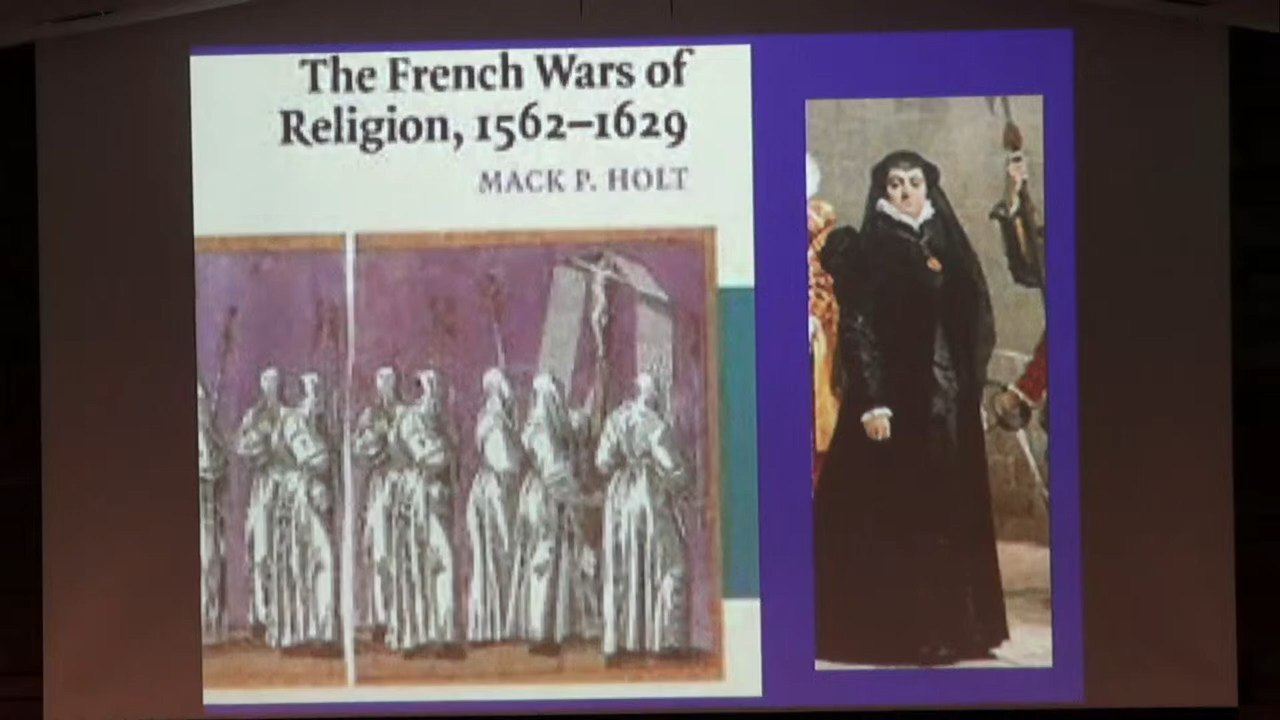 The French Wars of
Religion, 1562–1629
MACK P. HOLT